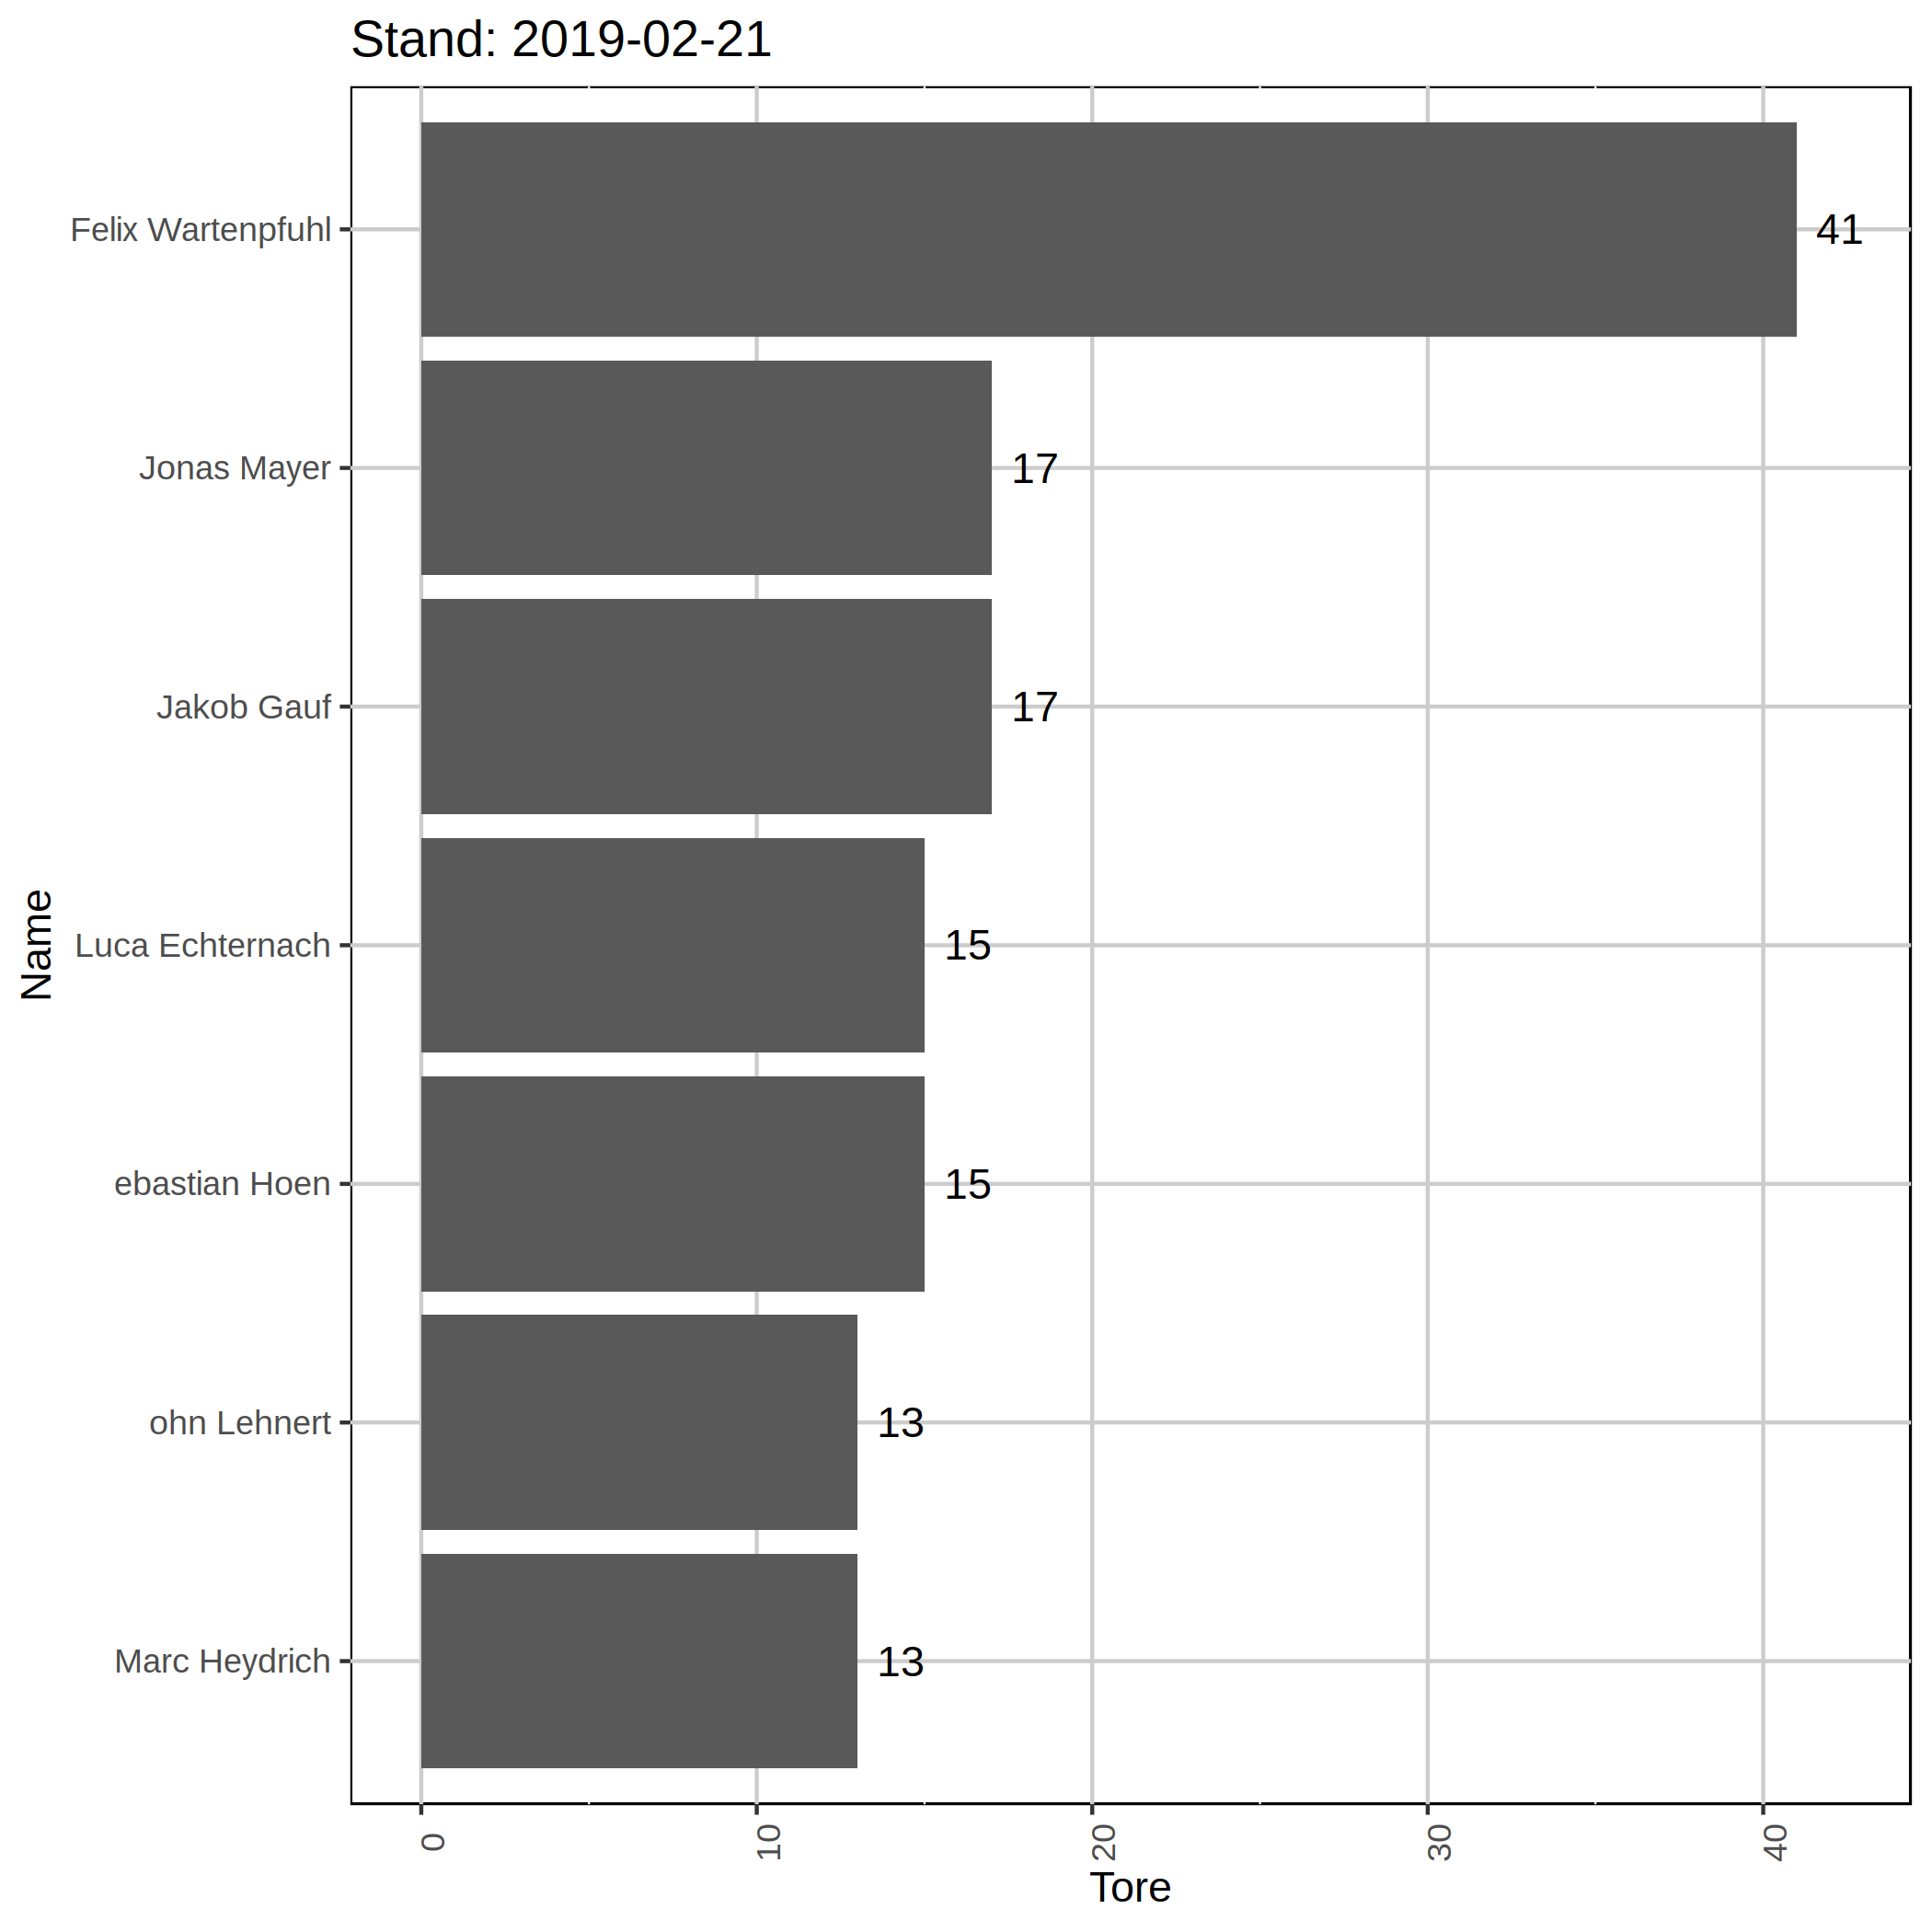 Stand: 2019-02-21
Felix Wartenpfuhl
41
Jonas Mayer
17
Jakob Gauf
17
Name
Luca Echternach
15
ebastian Hoen
15
ohn Lehnert
13
Marc Heydrich
13
0
10
20
30
40
Tore